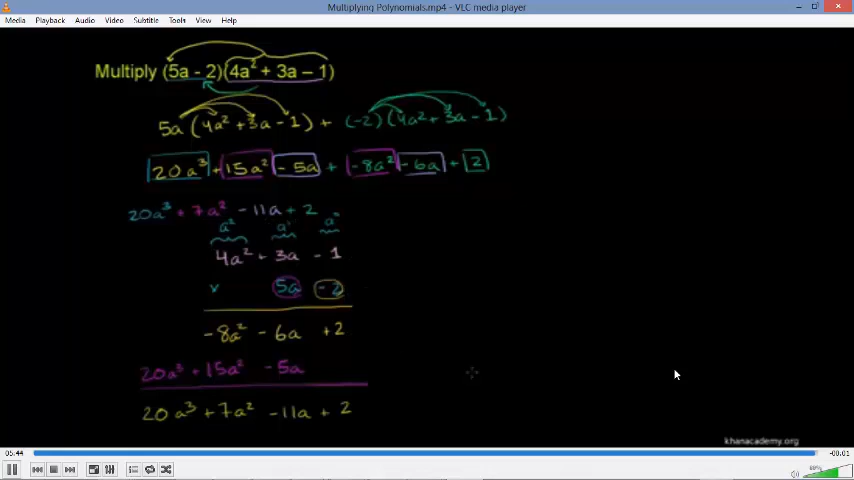 Multiplying Polynomials.mp4 - VLC media player
Media Playback Audio Video Subtitle Tools View Help
Multiply (5a - 2)(4a² + 3a - 1)
5a (4a² + 3a - 1) + (-2) (4a² + 3a - 1)
20a³ + 15a² - 5a + -8a² - 6a + 2
20a³ + 7a² - 11a + 2
a² a¹ a⁰
4a² + 3a - 1
x 5a - 2
-8a² - 6a + 2
20a³ + 15a² - 5a
20a³ + 7a² - 11a + 2
khanacademy.org
05:44 -00:01